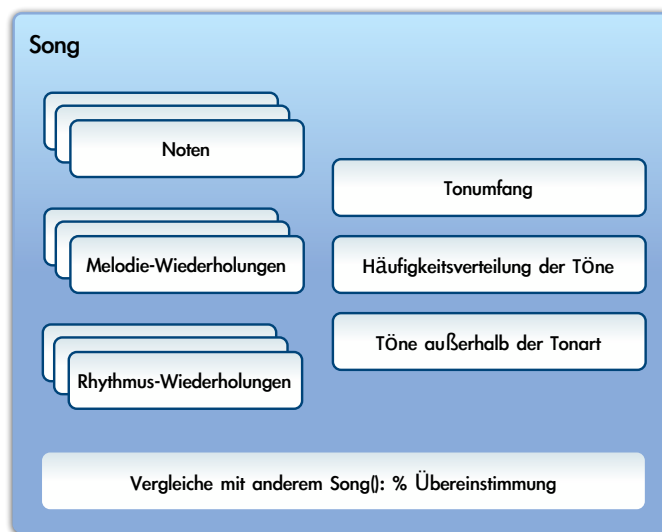 Song
Noten
Melodie-Wiederholungen
Rhythmus-Wiederholungen
Tonumfang
Häufigkeitsverteilung der Töne
Töne außerhalb der Tonart
Vergleiche mit anderem Song(): % Übereinstimmung